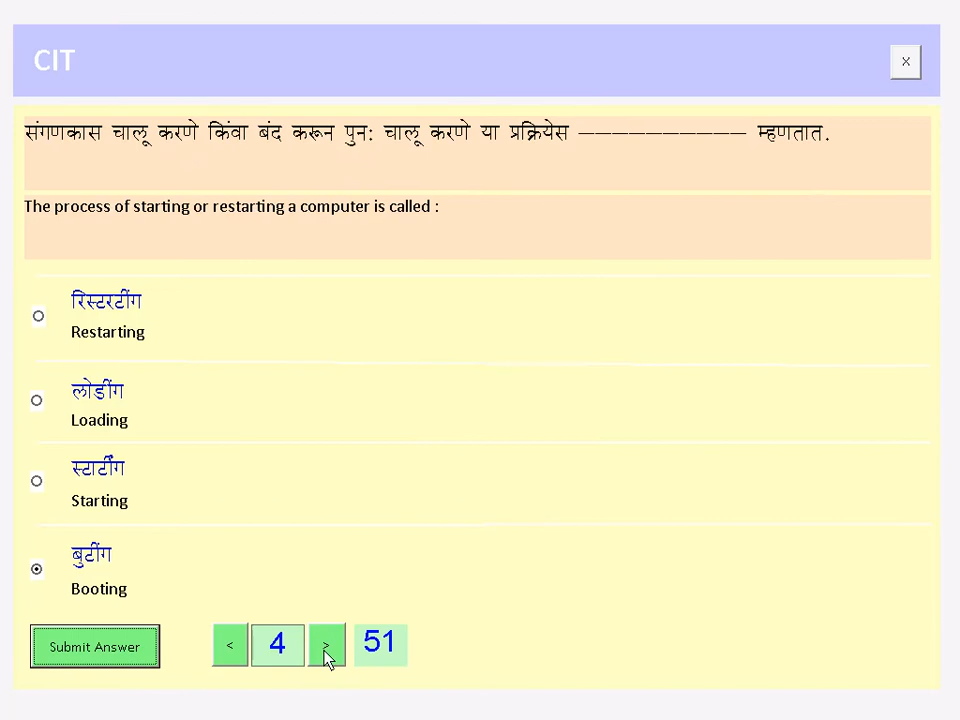 CIT
x
संगणकास चालू करणे किंवा बंद करून पुन: चालू करणे या प्रक्रियेस —————————— म्हणतात.
The process of starting or restarting a computer is called :
रिस्टरटींग
Restarting
लोडींग
Loading
स्टार्टींग
Starting
बुटींग
Booting
Submit Answer < 4 > 51